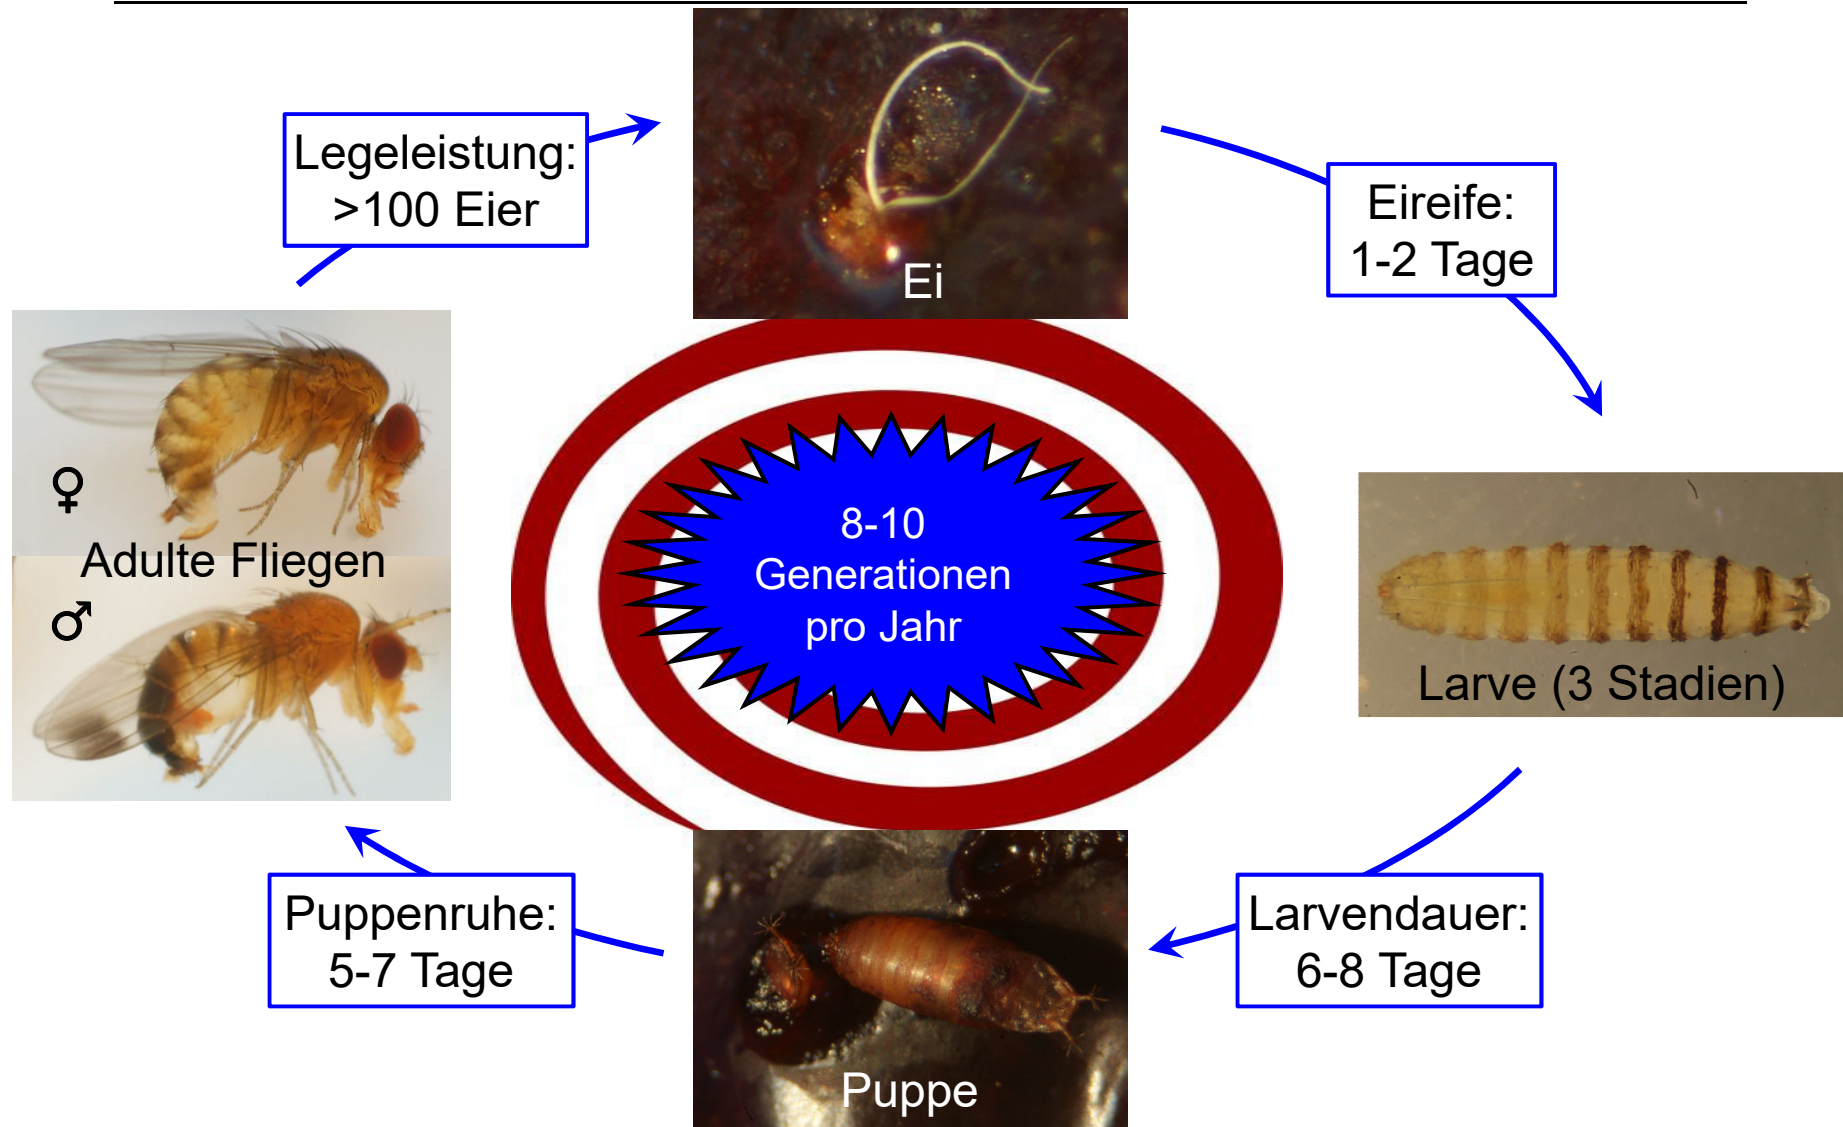 Legeleistung:
>100 Eier
Ei
Eireife:
1-2 Tage
♀
Adulte Fliegen
♂
8-10
Generationen
pro Jahr
Larve (3 Stadien)
Puppenruhe:
5-7 Tage
Larvendauer:
6-8 Tage
Puppe